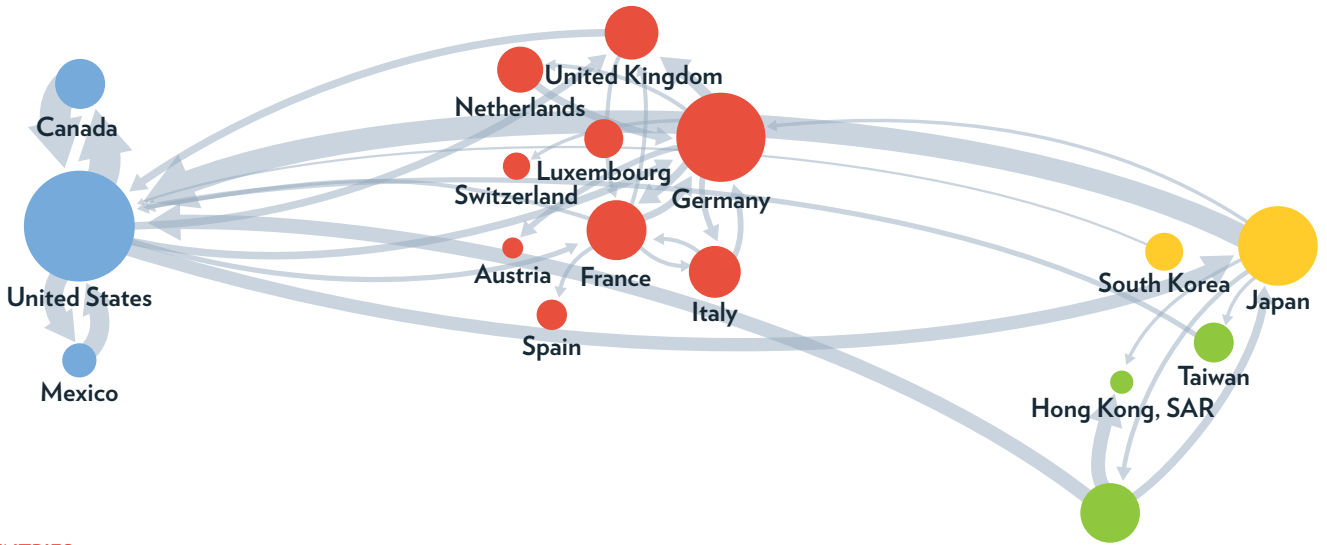 United Kingdom
Canada
Netherlands
Luxembourg
Switzerland
Germany
Austria
France
South Korea
United States
Italy
Japan
Spain
Taiwan
Mexico
Hong Kong, SAR